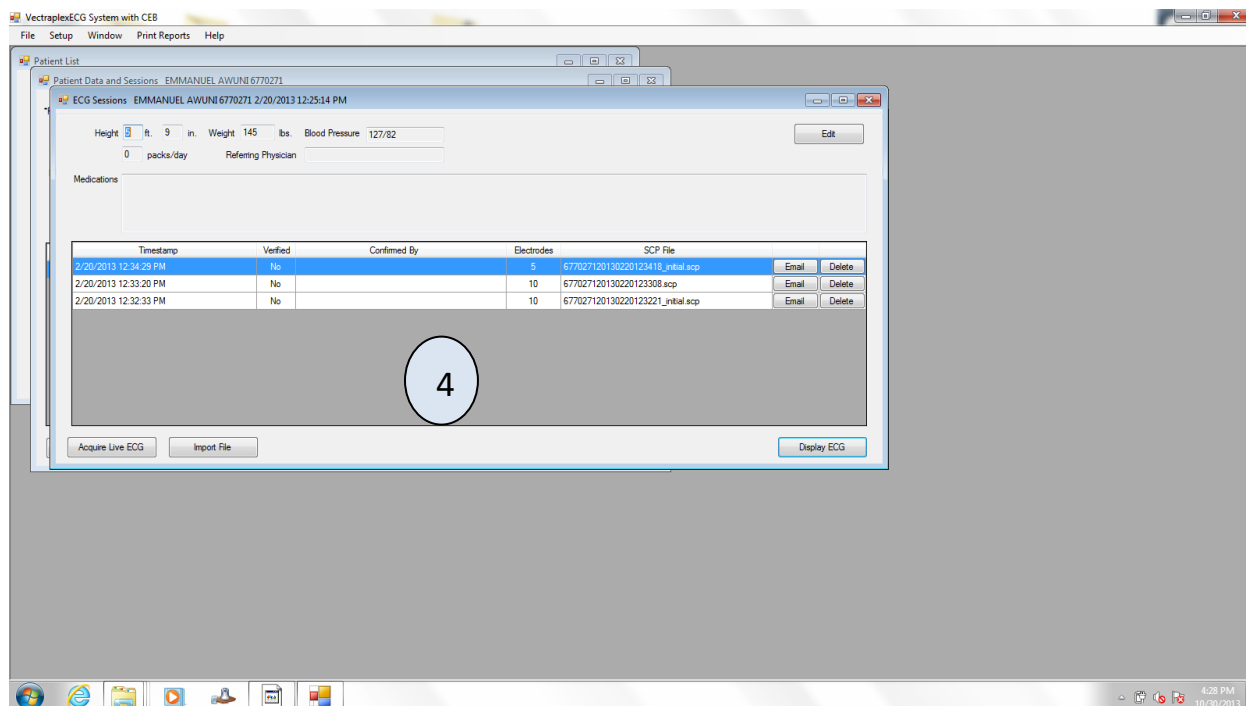 VectraplexECG System with CEB
File Setup Window Print Reports Help
Patient List
Patient Data and Sessions EMMANUEL AWUNI 6770271
ECG Sessions EMMANUEL AWUNI 6770271 2/20/2013 12:25:14 PM
Height 5 ft. 9 in. Weight 145 lbs. Blood Pressure 127/82 Edit
0 packs/day Referring Physician
Medications
Timestamp Verified Confirmed By Electrodes SCP File
2/20/2013 12:34:29 PM No 5 677027120130220123418_initial.scp Email Delete
2/20/2013 12:33:20 PM No 10 677027120130220123308.scp Email Delete
2/20/2013 12:32:33 PM No 10 677027120130220123221_initial.scp Email Delete
4
Acquire Live ECG Import File Display ECG
4:28 PM
10/30/2013